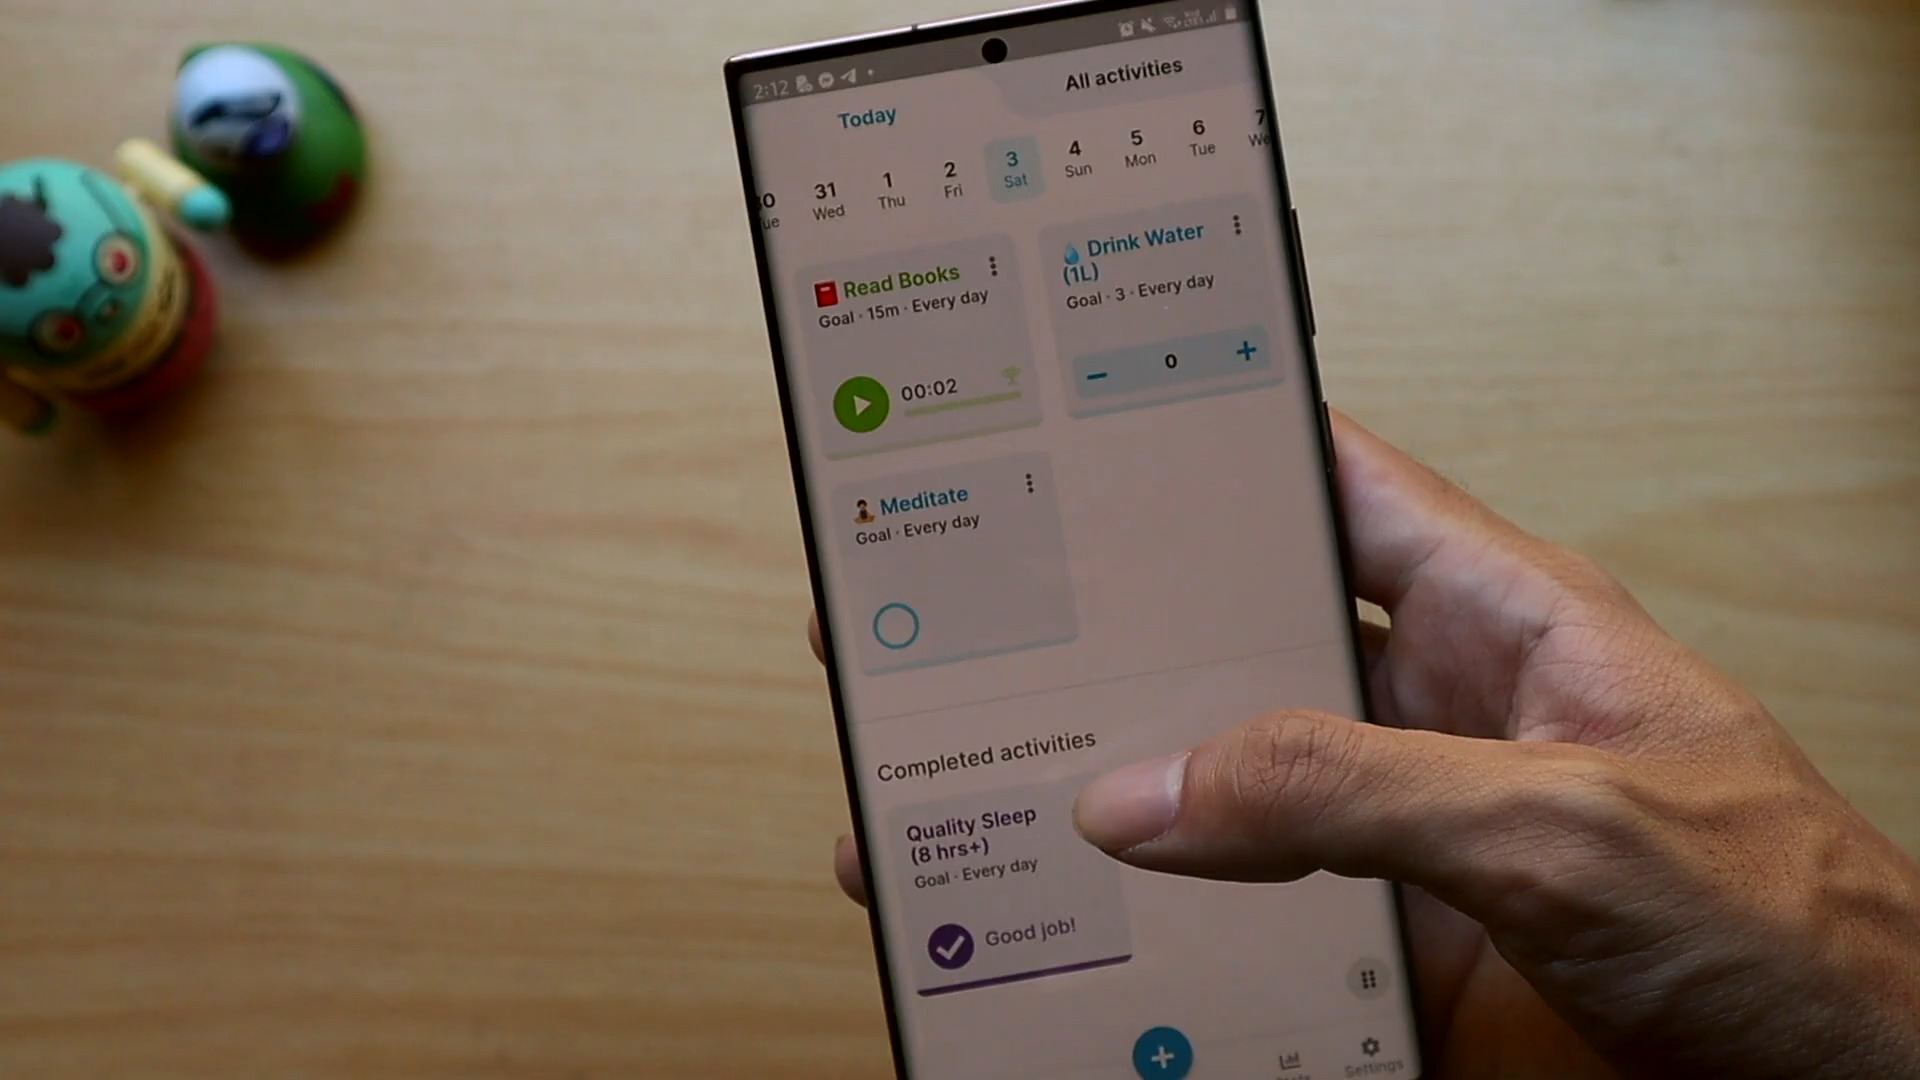 2:12
Today
All activities
31
Wed
1
Thu
2
Fri
3
Sat
4
Sun
5
Mon
6
Tue
7
Read Books
Goal · 15m · Every day
00:02
Drink Water
(1L)
Goal · 3 · Every day
0
Meditate
Goal · Every day
Completed activities
Quality Sleep
(8 hrs+)
Goal · Every day
Good job!
Settings